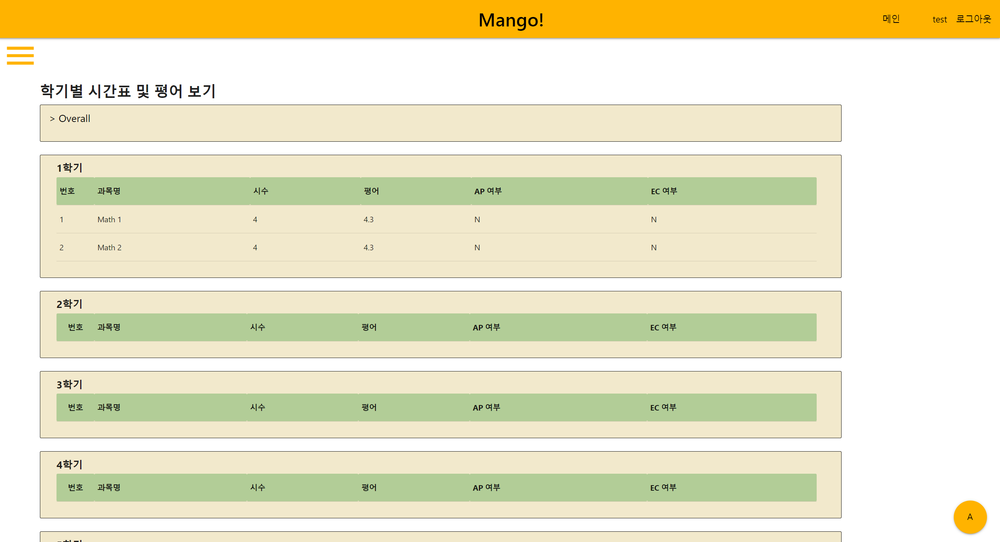 Mango!
메인 test 로그아웃
학기별 시간표 및 평어 보기
> Overall
1학기
번호 과목명 시수 평어 AP 여부 EC 여부
1 Math 1 4 4.3 N N
2 Math 2 4 4.3 N N
2학기
번호 과목명 시수 평어 AP 여부 EC 여부
3학기
번호 과목명 시수 평어 AP 여부 EC 여부
4학기
번호 과목명 시수 평어 AP 여부 EC 여부
A